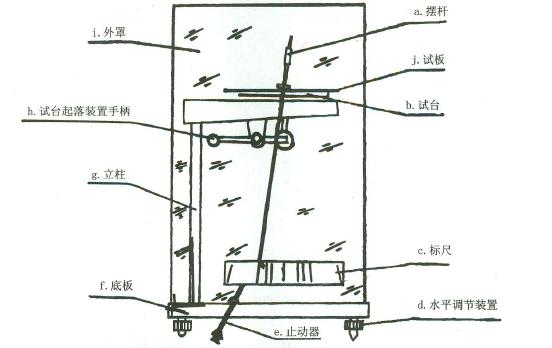 a.摆杆
i.外罩
j.试板
b.试台
h.试台起落装置手柄
g.立柱
c.标尺
f.底板
d.水平调节装置
e.止动器